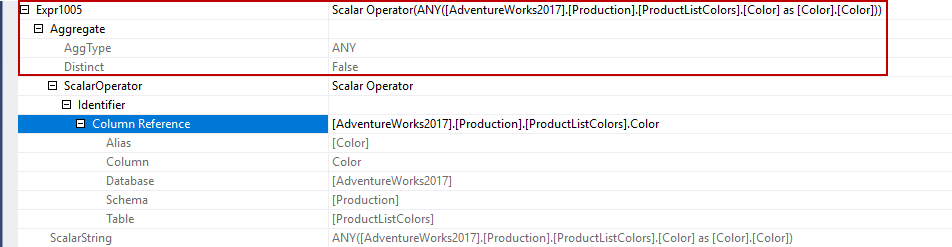 Expr1005 Scalar Operator(ANY([AdventureWorks2017].[Production].[ProductListColors].[Color] as [Color].[Color]))
Aggregate
AggType ANY
Distinct False
ScalarOperator Scalar Operator
Identifier
Column Reference [AdventureWorks2017].[Production].[ProductListColors].Color
Alias [Color]
Column Color
Database [AdventureWorks2017]
Schema [Production]
Table [ProductListColors]
ScalarString ANY([AdventureWorks2017].[Production].[ProductListColors].[Color] as [Color].[Color])